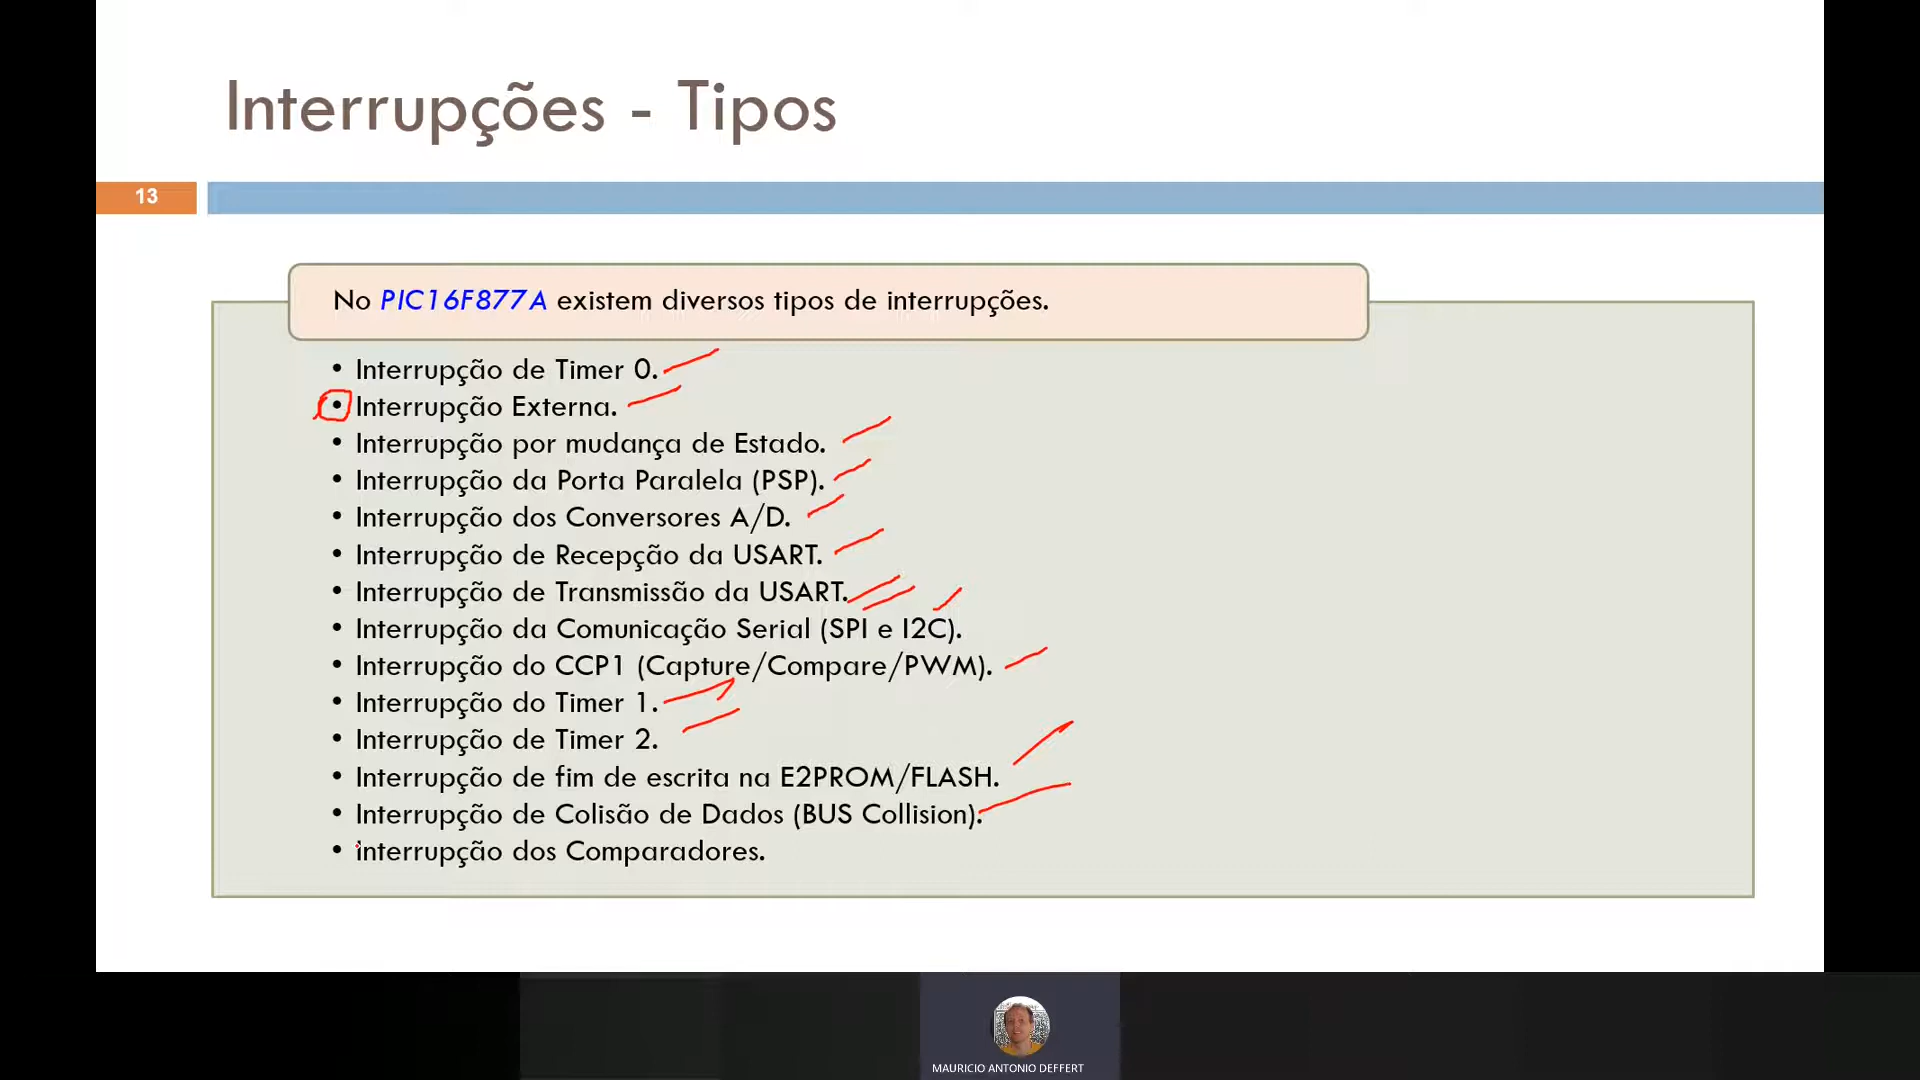 Interrupções - Tipos
13
No PIC16F877A existem diversos tipos de interrupções.
• Interrupção de Timer 0.
• Interrupção Externa.
• Interrupção por mudança de Estado.
• Interrupção da Porta Paralela (PSP).
• Interrupção dos Conversores A/D.
• Interrupção de Recepção da USART.
• Interrupção de Transmissão da USART.
• Interrupção da Comunicação Serial (SPI e I2C).
• Interrupção do CCP1 (Capture/Compare/PWM).
• Interrupção do Timer 1.
• Interrupção de Timer 2.
• Interrupção de fim de escrita na E2PROM/FLASH.
• Interrupção de Colisão de Dados (BUS Collision).
• Interrupção dos Comparadores.
MAURICIO ANTONIO DEFFERT